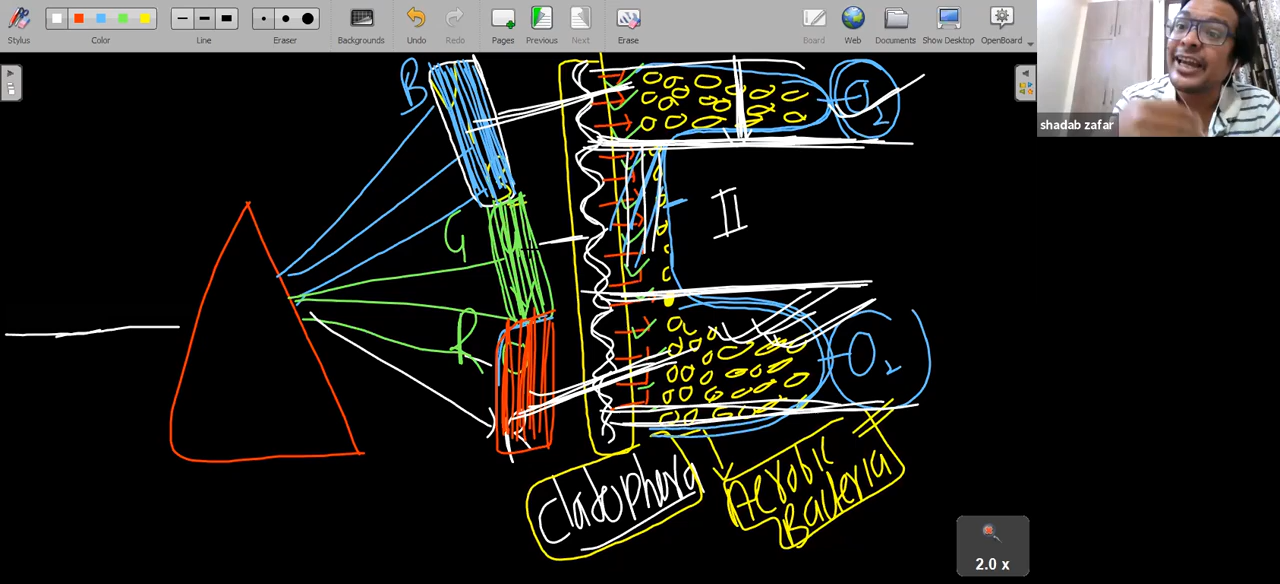 Stylus
Color
Line
Eraser
Backgrounds
Undo
Redo
Pages
Previous
Next
Erase
Board
Web
Documents
Show Desktop
OpenBoard
shadab zafar
B
O2
G
II
R
O2
R
Cladophora
Aerobic
Bacteria
2.0 x